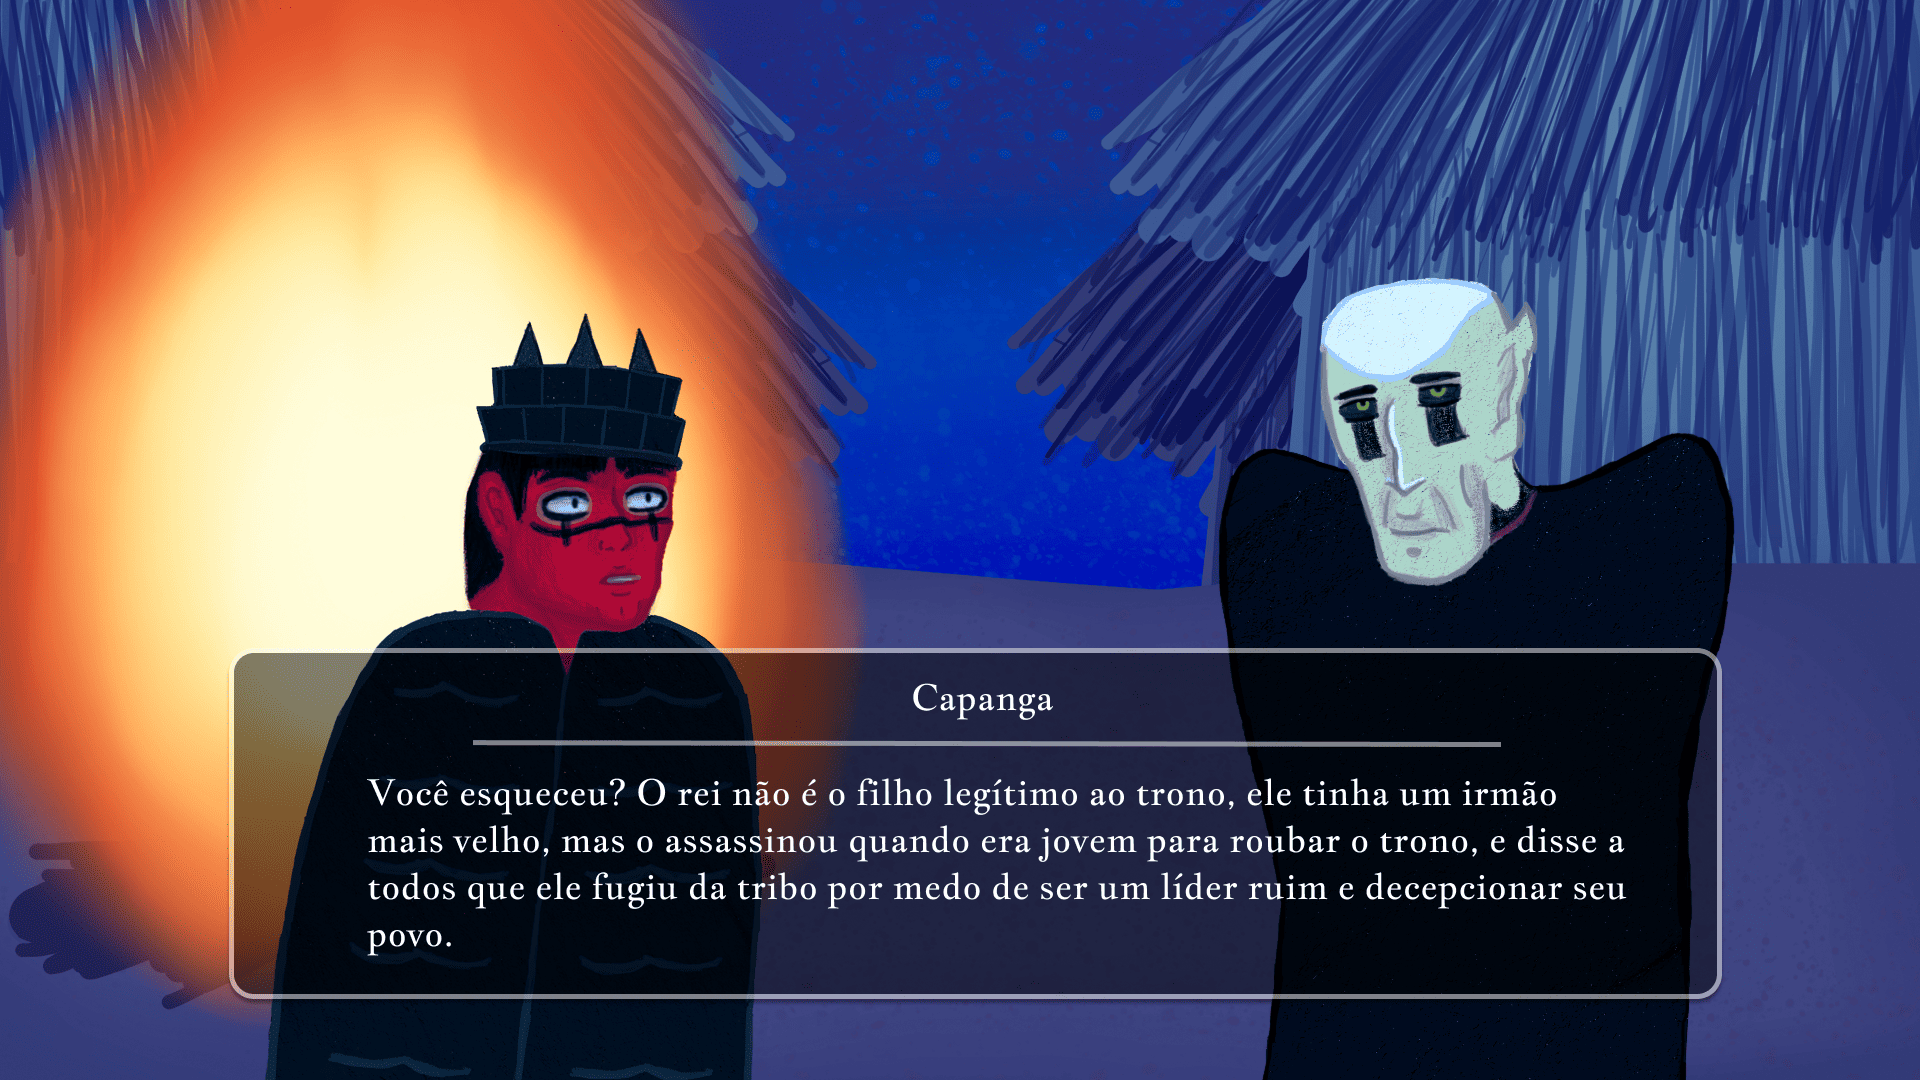 Capanga
Você esqueceu? O rei não é o filho legítimo ao trono, ele tinha um irmão
mais velho, mas o assassinou quando era jovem para roubar o trono, e disse a
todos que ele fugiu da tribo por medo de ser um líder ruim e decepcionar seu
povo.